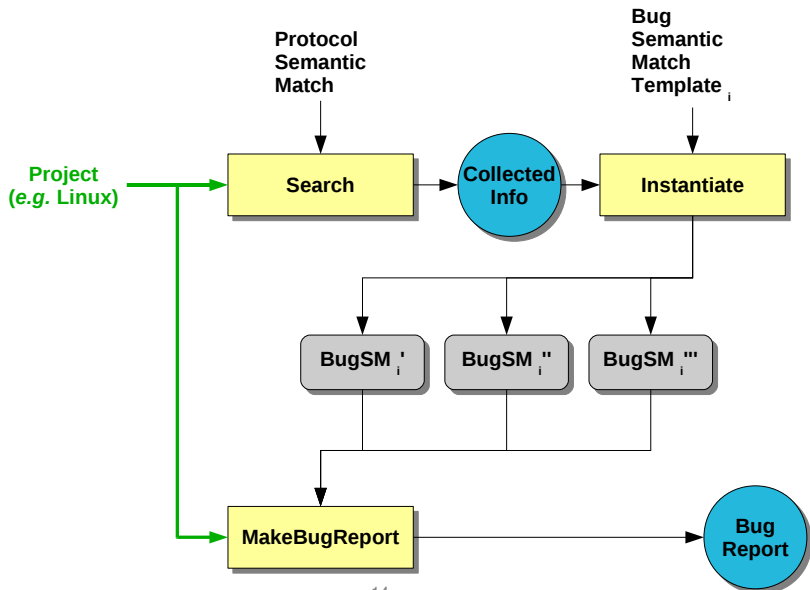 Protocol
Semantic
Match
Bug
Semantic
Match
Template i
Project
(e.g. Linux)
Search
Collected
Info
Instantiate
BugSM i'
BugSM i''
BugSM i'''
MakeBugReport
Bug
Report